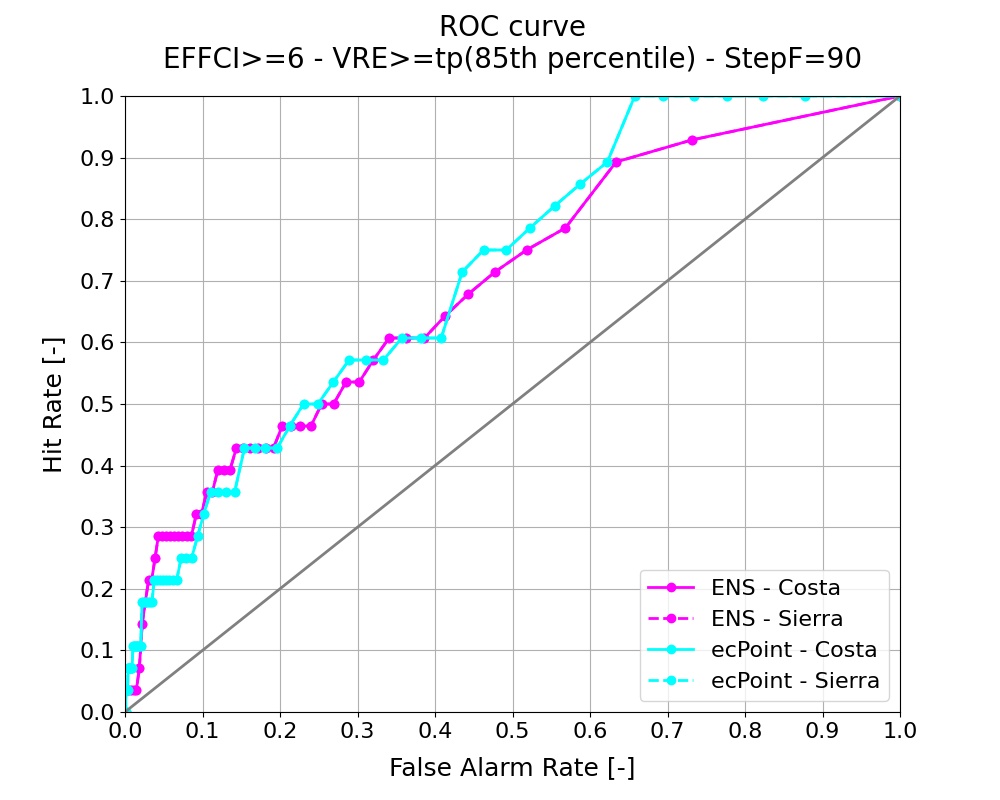 ROC curve
EFFCI>=6 - VRE>=tp(85th percentile) - StepF=90
1.0
0.9
0.8
0.7
0.6
0.5
0.4
0.3
0.2
0.1
0.0
Hit Rate [-]
ENS - Costa
ENS - Sierra
ecPoint - Costa
ecPoint - Sierra
0.0 0.1 0.2 0.3 0.4 0.5 0.6 0.7 0.8 0.9 1.0
False Alarm Rate [-]